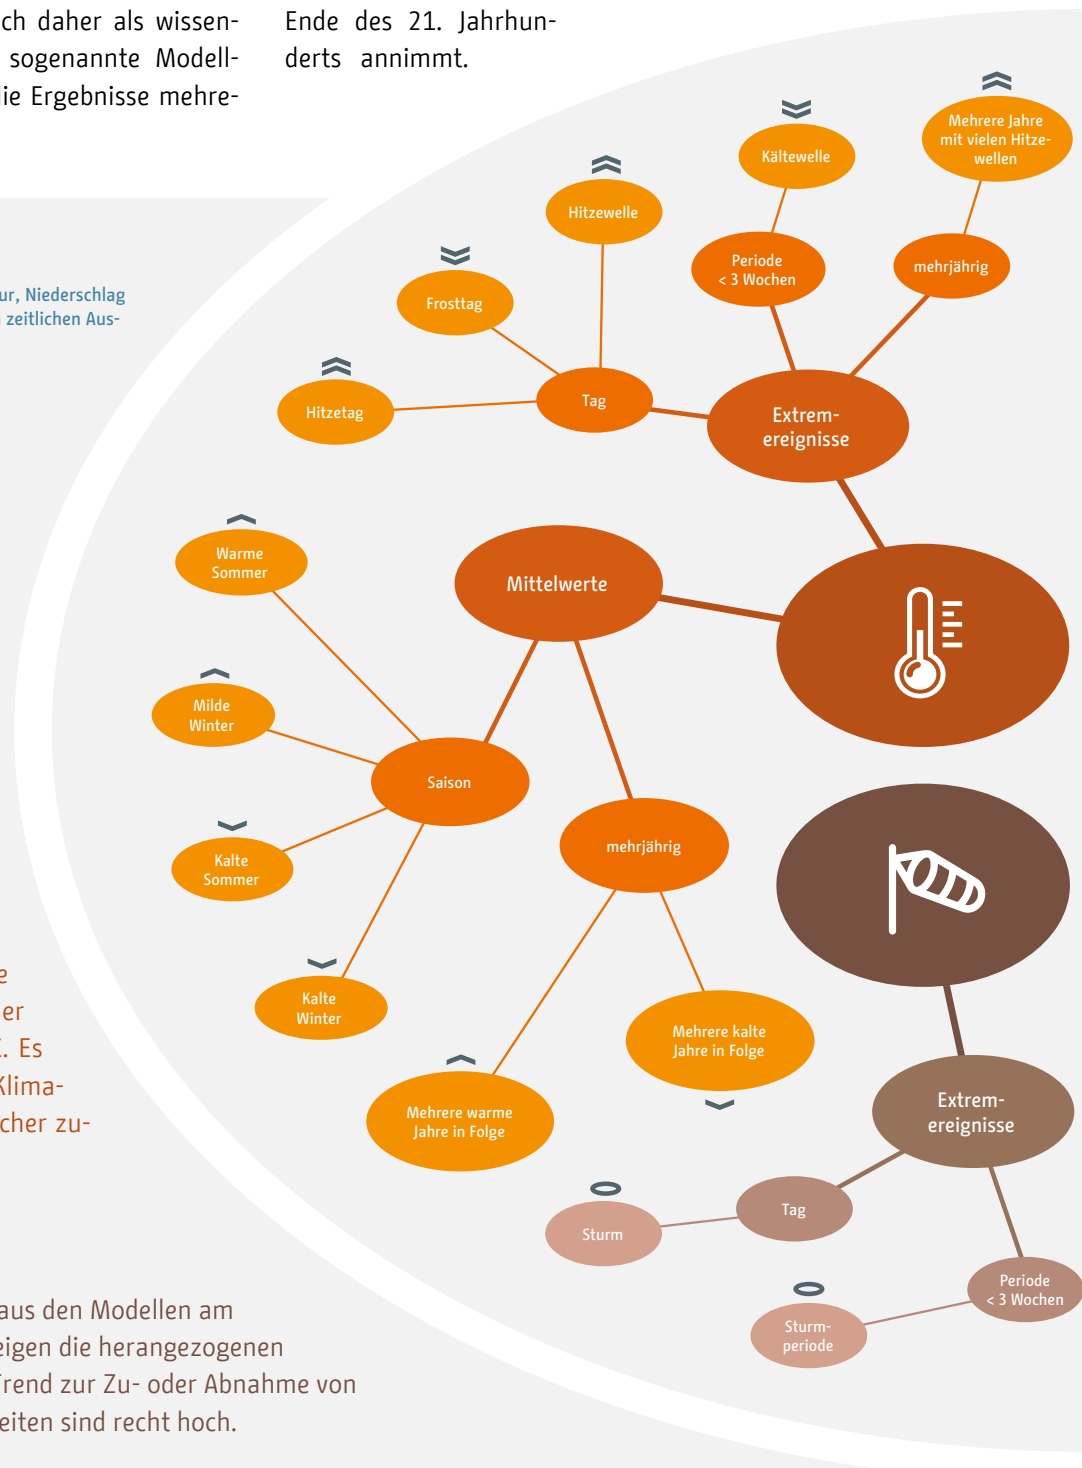 ch daher als wissen-
sogenannte Modell-
die Ergebnisse mehre-
Ende des 21. Jahrhun-
derts annimmt.
ur, Niederschlag
zeitlichen Aus-
Mehrere Jahre
mit vielen Hitze-
wellen
Kältewelle
Hitzewelle
Periode
< 3 Wochen
mehrjährig
Frosttag
Hitzetag
Tag
Extrem-
ereignisse
Warme
Sommer
Mittelwerte
Milde
Winter
Saison
Kalte
Sommer
mehrjährig
Kalte
Winter
Mehrere kalte
Jahre in Folge
Mehrere warme
Jahre in Folge
Extrem-
ereignisse
Tag
Sturm
Periode
< 3 Wochen
Sturm-
periode
e
er
. Es
Klima-
cher zu-
aus den Modellen am
eigen die herangezogenen
Trend zur Zu- oder Abnahme von
eiten sind recht hoch.